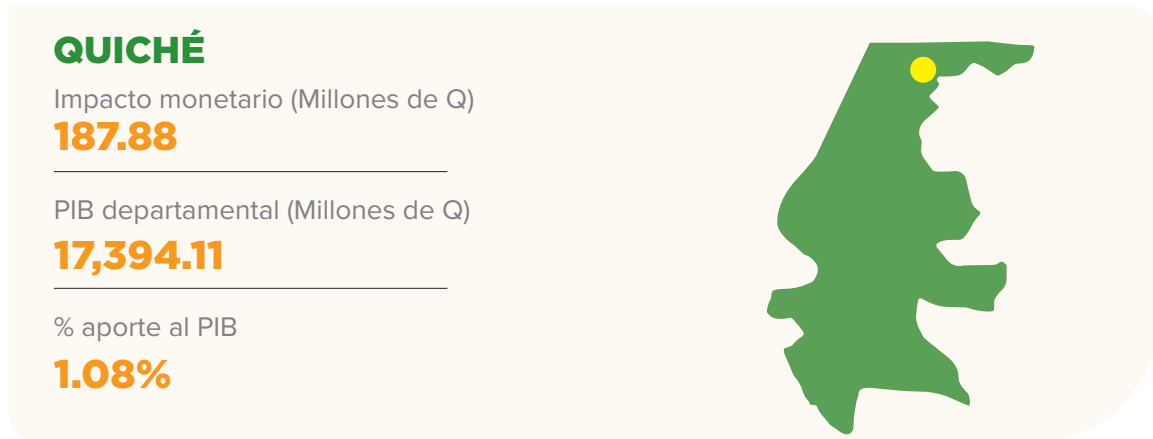 QUICHÉ
Impacto monetario (Millones de Q)
187.88
PIB departamental (Millones de Q)
17,394.11
% aporte al PIB
1.08%